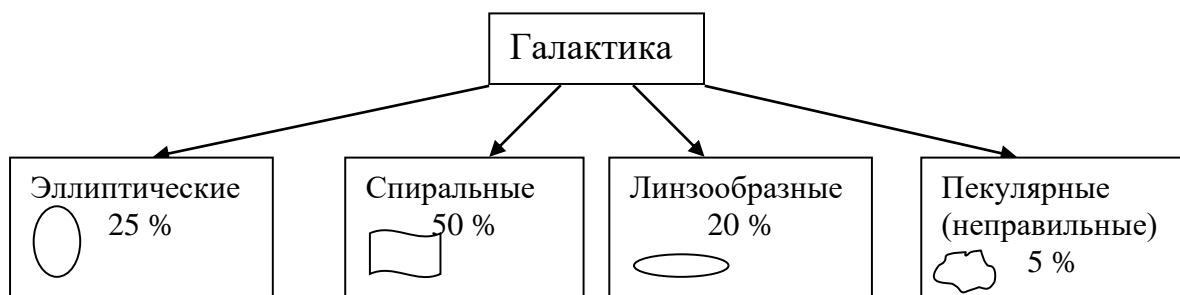 Галактика
Эллиптические
25 %
Спиральные
50 %
Линзообразные
20 %
Пекулярные
(неправильные)
5 %